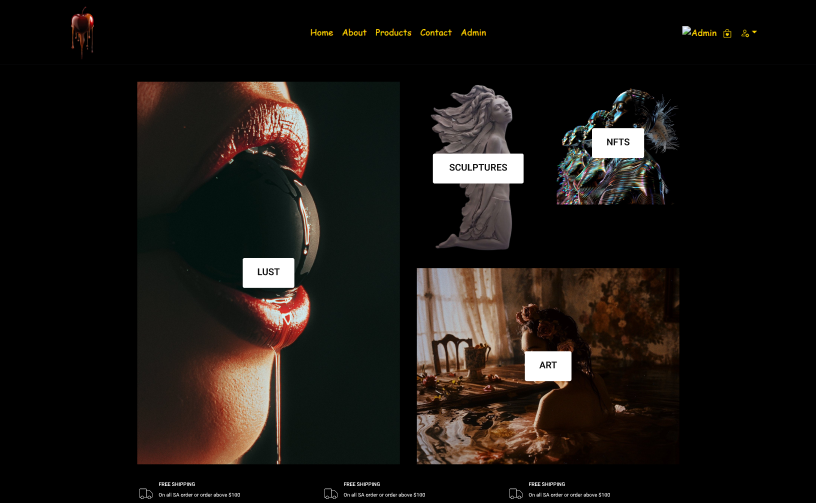 Home About Products Contact Admin
Admin
LUST
SCULPTURES
NFTS
ART
FREE SHIPPING
On all SA order or order above $100
FREE SHIPPING
On all SA order or order above $100
FREE SHIPPING
On all SA order or order above $100